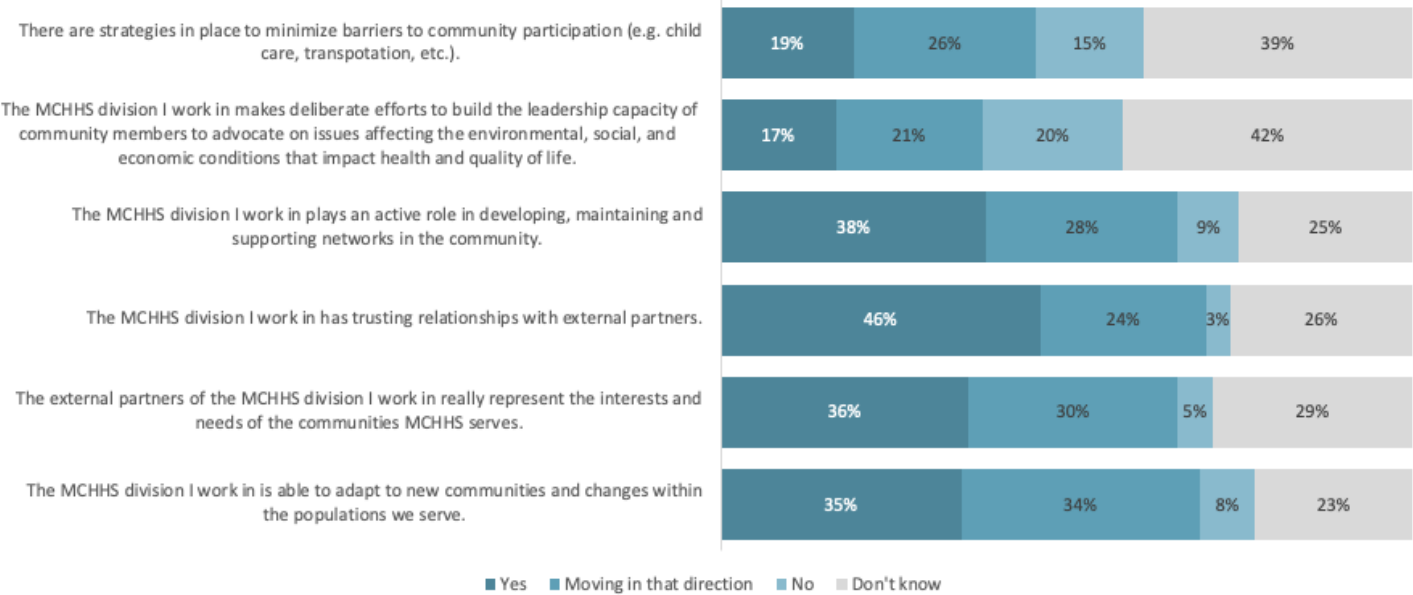 There are strategies in place to minimize barriers to community participation (e.g. child
care, transpotation, etc.).
19% 26% 15% 39%
The MCHHS division I work in makes deliberate efforts to build the leadership capacity of
community members to advocate on issues affecting the environmental, social, and
economic conditions that impact health and quality of life.
17% 21% 20% 42%
The MCHHS division I work in plays an active role in developing, maintaining and
supporting networks in the community.
38% 28% 9% 25%
The MCHHS division I work in has trusting relationships with external partners.
46% 24% 3% 26%
The external partners of the MCHHS division I work in really represent the interests and
needs of the communities MCHHS serves.
36% 30% 5% 29%
The MCHHS division I work in is able to adapt to new communities and changes within
the populations we serve.
35% 34% 8% 23%
Yes Moving in that direction No Don't know